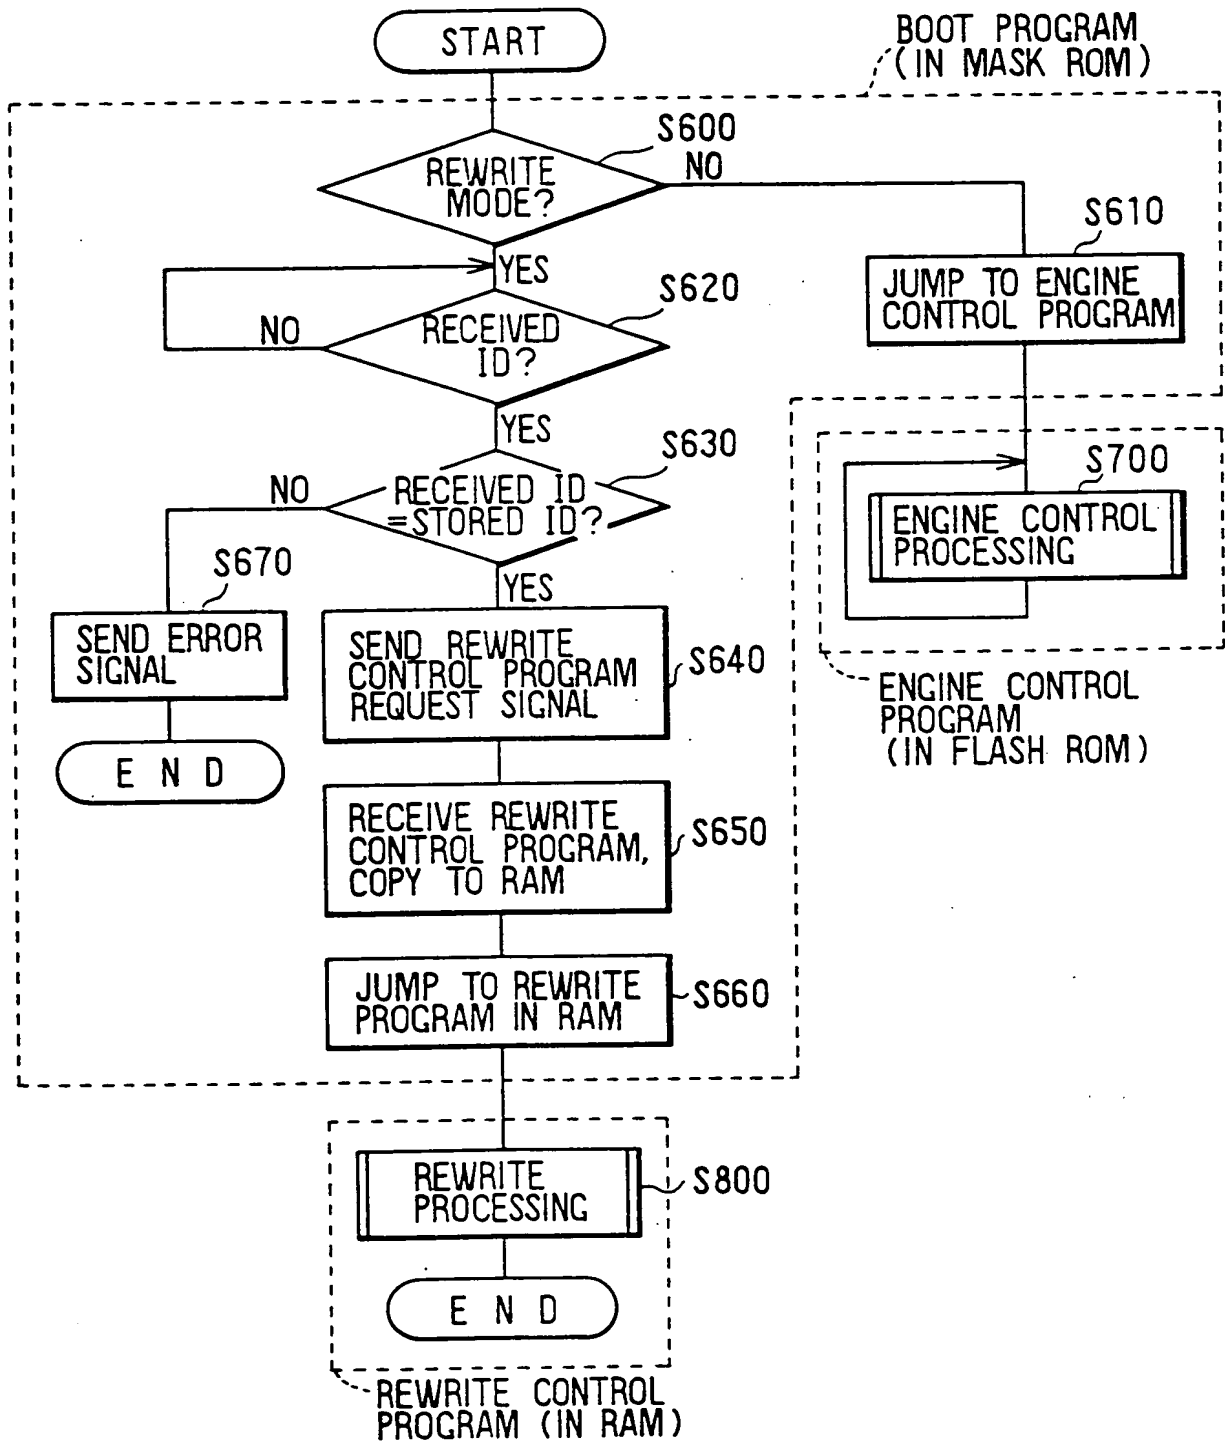 START
BOOT PROGRAM
(IN MASK ROM)
S600
REWRITE
MODE?
NO
YES
S610
JUMP TO ENGINE
CONTROL PROGRAM
S620
RECEIVED
ID?
NO
YES
S630
RECEIVED ID
=STORED ID?
NO
YES
S700
ENGINE CONTROL
PROCESSING
ENGINE CONTROL
PROGRAM
(IN FLASH ROM)
S670
SEND ERROR
SIGNAL
END
SEND REWRITE
CONTROL PROGRAM
REQUEST SIGNAL
S640
RECEIVE REWRITE
CONTROL PROGRAM,
COPY TO RAM
S650
JUMP TO REWRITE
PROGRAM IN RAM
S660
REWRITE
PROCESSING
S800
END
REWRITE CONTROL
PROGRAM (IN RAM)